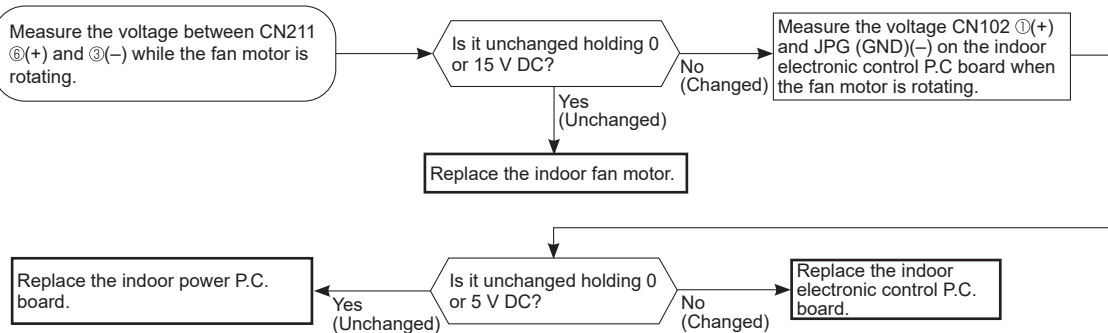 Measure the voltage between CN211
⑥(+) and ③(–) while the fan motor is
rotating.
Is it unchanged holding 0
or 15 V DC?
No
(Changed)
Measure the voltage CN102 ①(+)
and JPG (GND)(–) on the indoor
electronic control P.C board when
the fan motor is rotating.
Yes
(Unchanged)
Replace the indoor fan motor.
Is it unchanged holding 0
or 5 V DC?
Yes
(Unchanged)
Replace the indoor power P.C.
board.
No
(Changed)
Replace the indoor
electronic control P.C.
board.